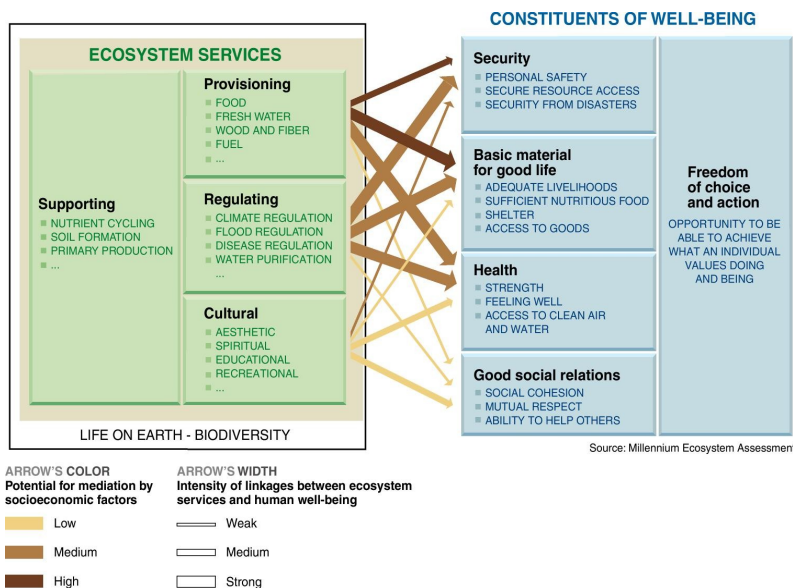 CONSTITUENTS OF WELL-BEING
ECOSYSTEM SERVICES
Supporting
NUTRIENT CYCLING
SOIL FORMATION
PRIMARY PRODUCTION
...
Provisioning
FOOD
FRESH WATER
WOOD AND FIBER
FUEL
...
Regulating
CLIMATE REGULATION
FLOOD REGULATION
DISEASE REGULATION
WATER PURIFICATION
...
Cultural
AESTHETIC
SPIRITUAL
EDUCATIONAL
RECREATIONAL
...
LIFE ON EARTH - BIODIVERSITY
Security
PERSONAL SAFETY
SECURE RESOURCE ACCESS
SECURITY FROM DISASTERS
Basic material
for good life
ADEQUATE LIVELIHOODS
SUFFICIENT NUTRITIOUS FOOD
SHELTER
ACCESS TO GOODS
Health
STRENGTH
FEELING WELL
ACCESS TO CLEAN AIR
AND WATER
Good social relations
SOCIAL COHESION
MUTUAL RESPECT
ABILITY TO HELP OTHERS
Freedom
of choice
and action
OPPORTUNITY TO BE
ABLE TO ACHIEVE
WHAT AN INDIVIDUAL
VALUES DOING
AND BEING
Source: Millennium Ecosystem Assessmen
ARROW'S COLOR
Potential for mediation by
socioeconomic factors
Low
Medium
High
ARROW'S WIDTH
Intensity of linkages between ecosystem
services and human well-being
Weak
Medium
Strong